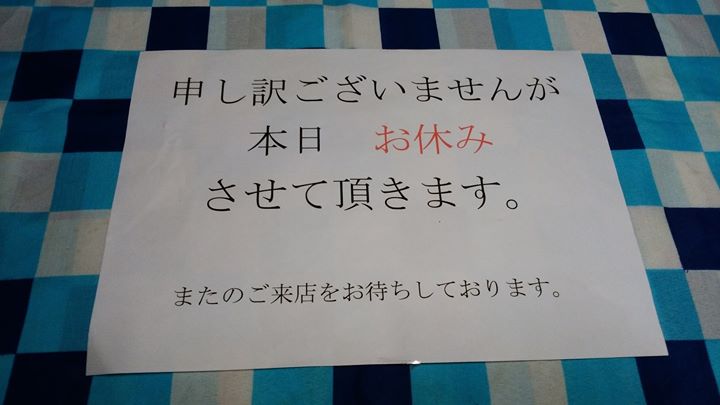 申し訳ございませんが
本日　お休み
させて頂きます。
またのご来店をお待ちしております。